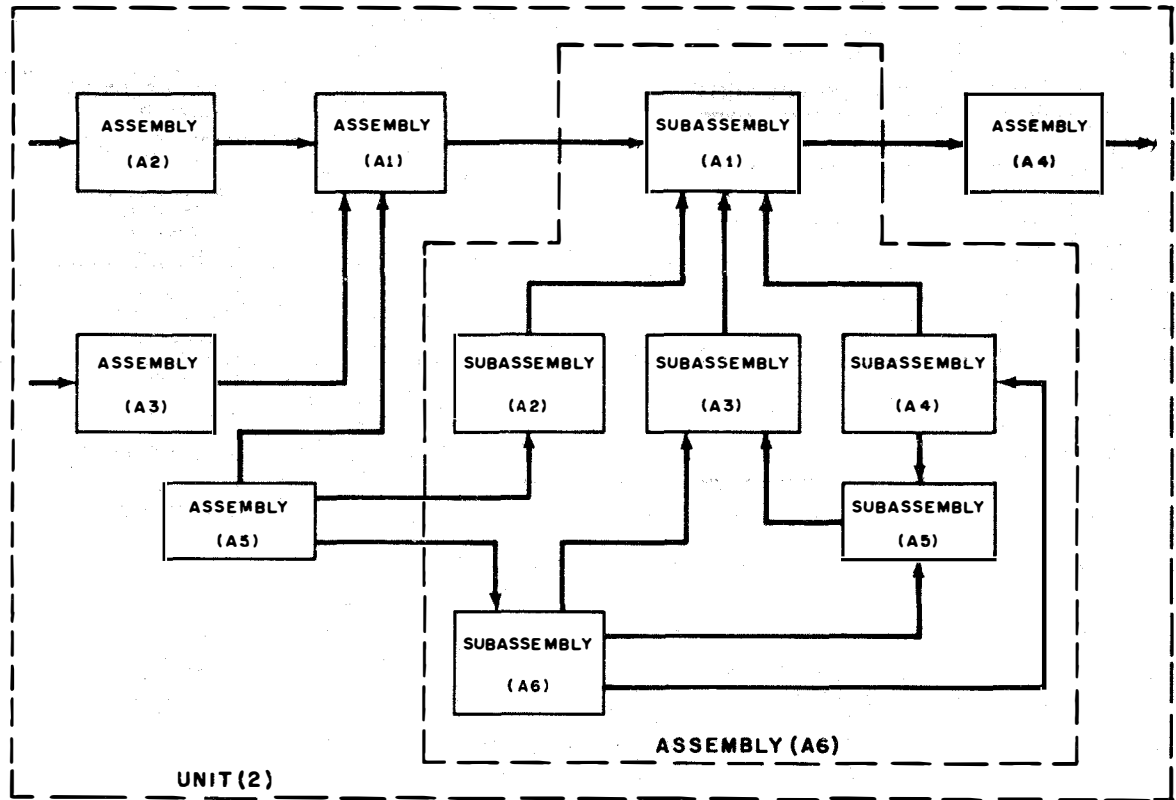 ASSEMBLY
(A2)
ASSEMBLY
(A1)
SUBASSEMBLY
(A1)
ASSEMBLY
(A4)
ASSEMBLY
(A3)
SUBASSEMBLY
(A2)
SUBASSEMBLY
(A3)
SUBASSEMBLY
(A4)
ASSEMBLY
(A5)
SUBASSEMBLY
(A5)
SUBASSEMBLY
(A6)
ASSEMBLY (A6)
UNIT (2)